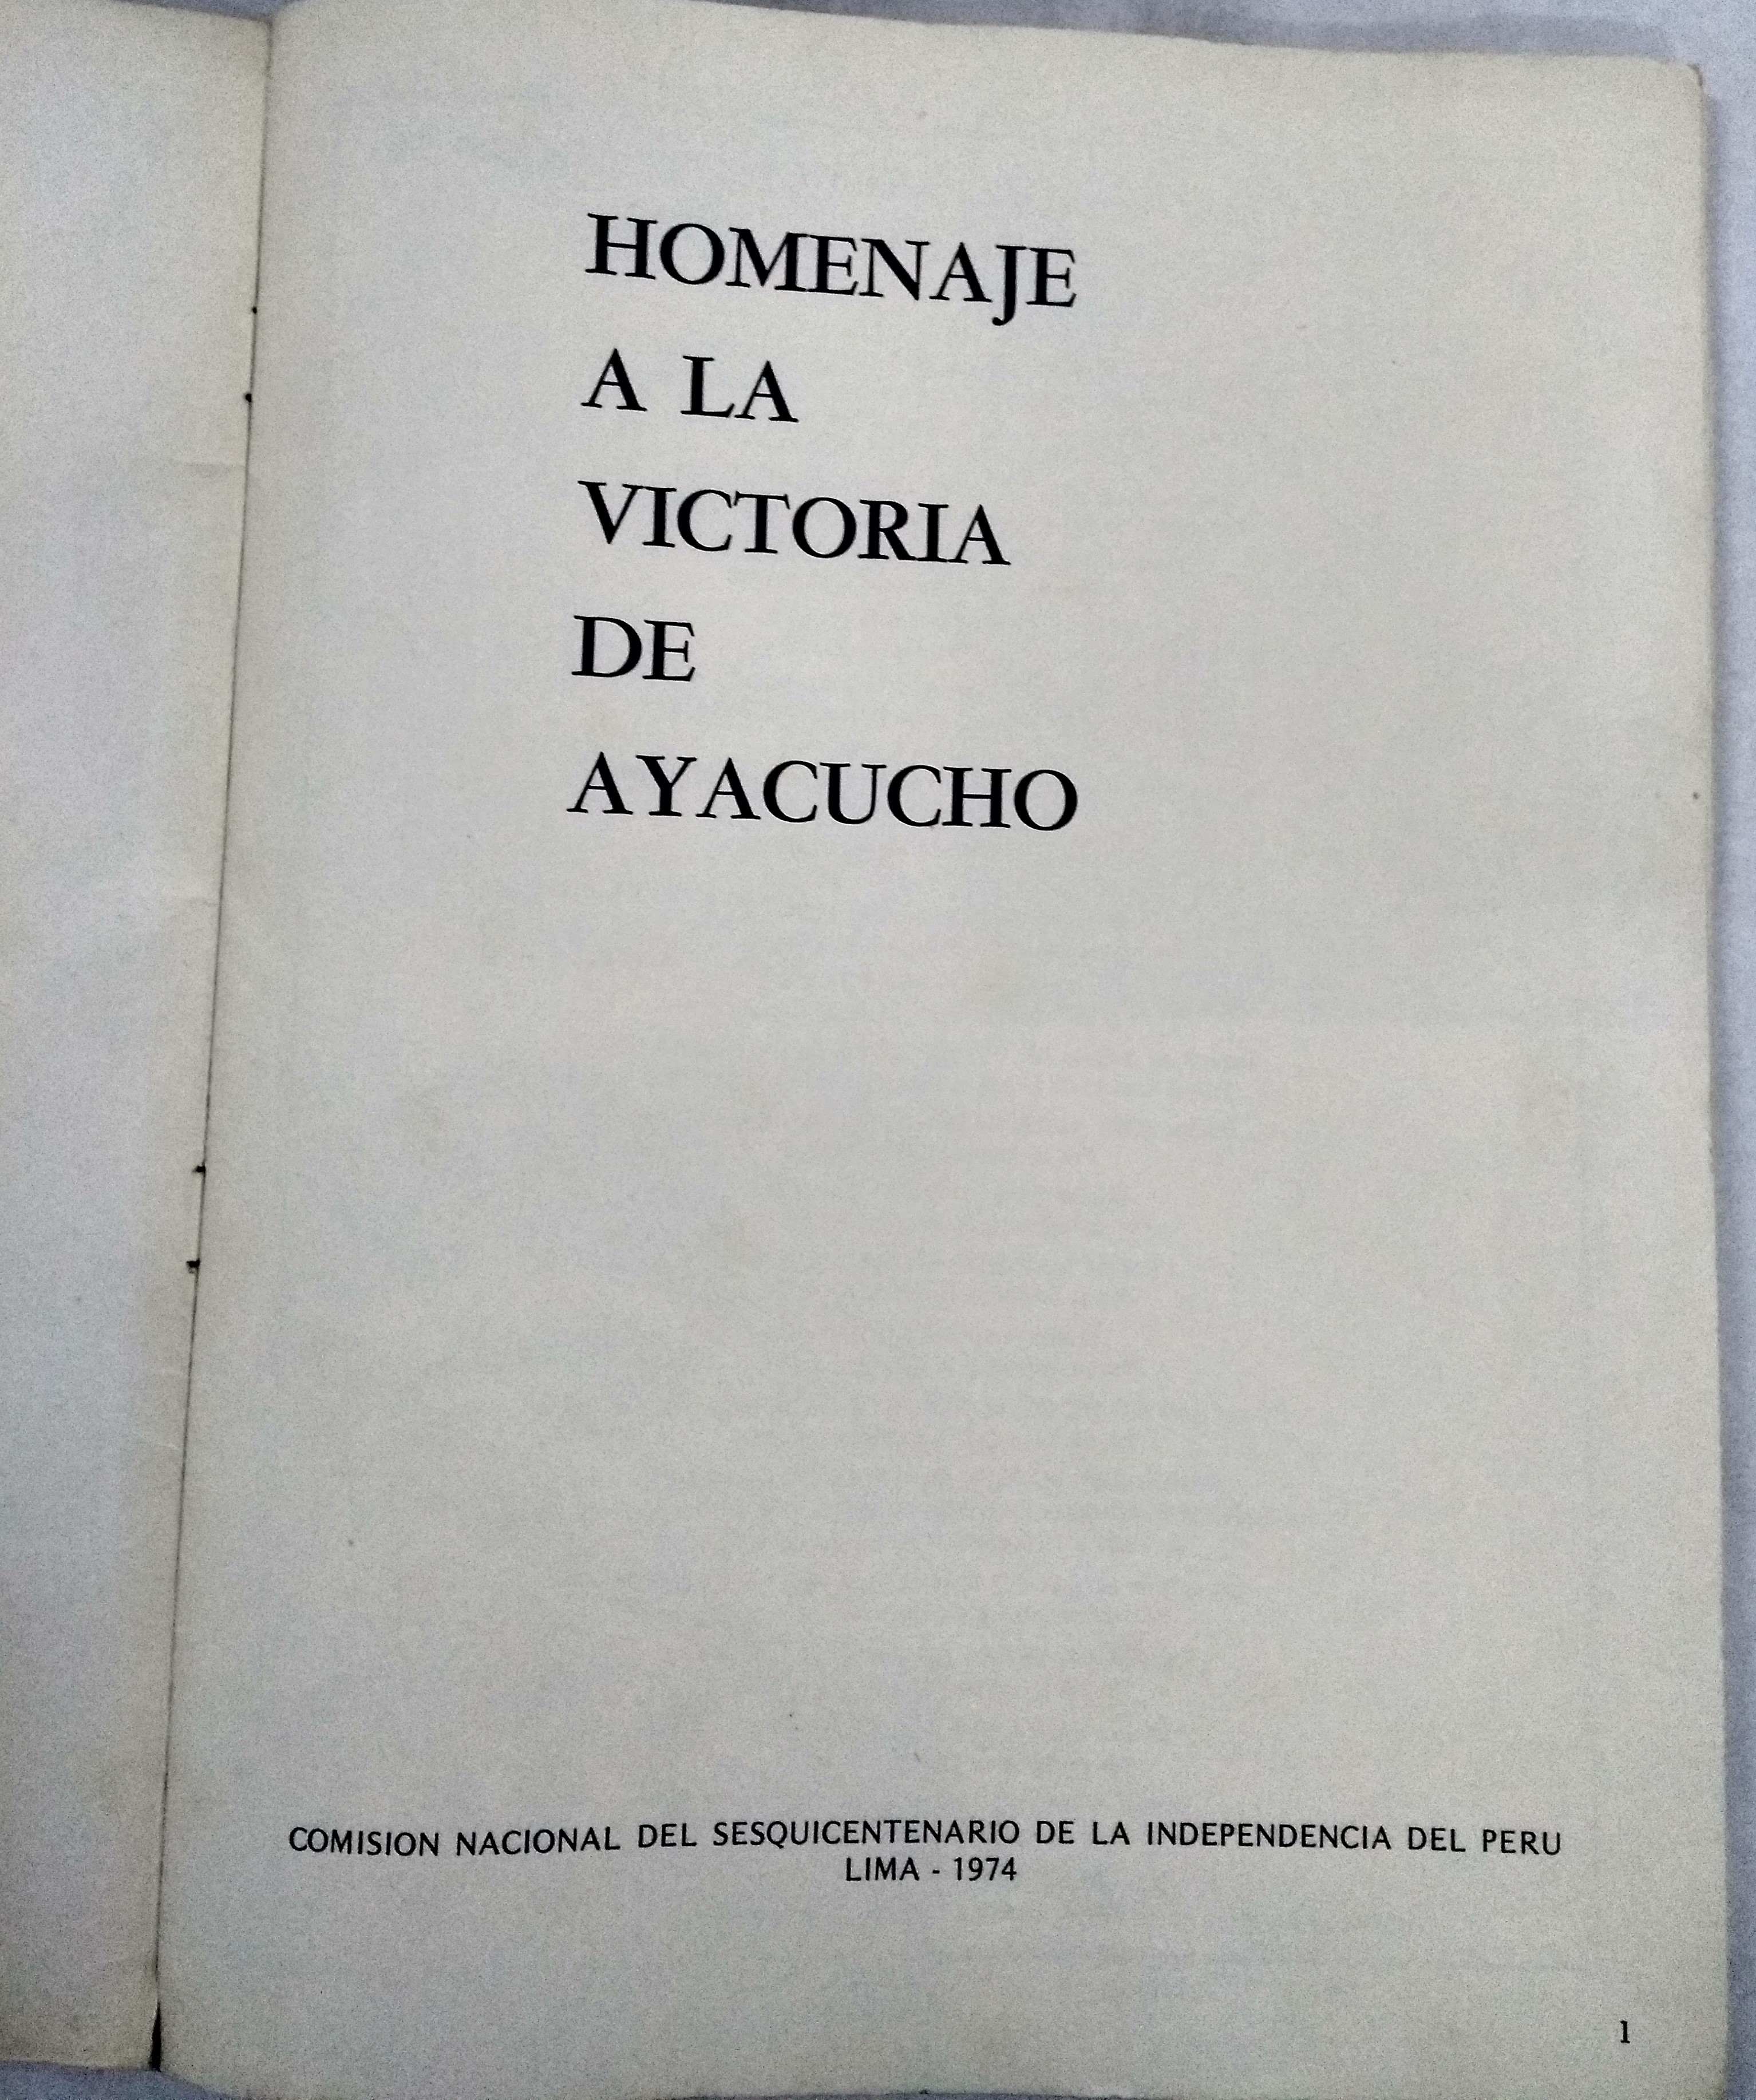 HOMENAJE
A LA
VICTORIA
DE
AYACUCHO
COMISION NACIONAL DEL SESQUICENTENARIO DE LA INDEPENDENCIA DEL PERU
LIMA - 1974
1